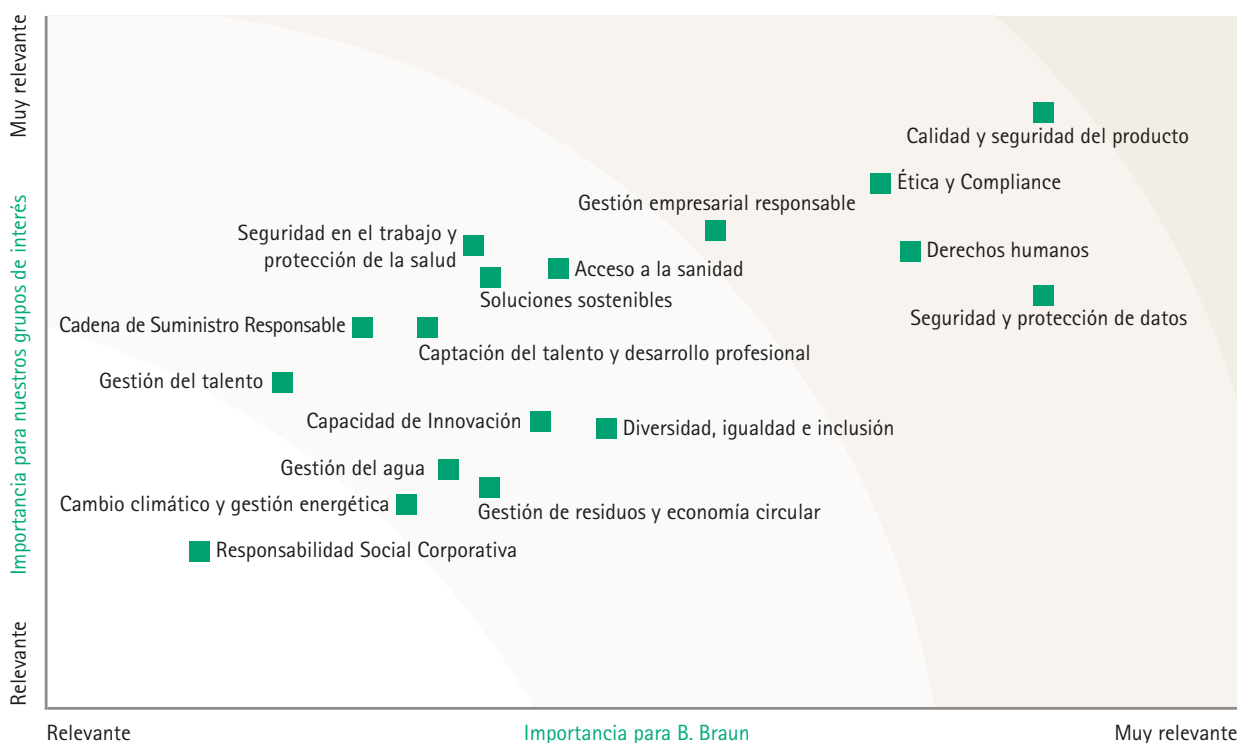 Muy relevante
Importancia para nuestros grupos de interés
Relevante
Calidad y seguridad del producto
Ética y Compliance
Gestión empresarial responsable
Seguridad en el trabajo y
protección de la salud
Derechos humanos
Acceso a la sanidad
Soluciones sostenibles
Seguridad y protección de datos
Cadena de Suministro Responsable
Captación del talento y desarrollo profesional
Gestión del talento
Capacidad de Innovación
Diversidad, igualdad e inclusión
Gestión del agua
Cambio climático y gestión energética
Gestión de residuos y economía circular
Responsabilidad Social Corporativa
Relevante
Importancia para B. Braun
Muy relevante